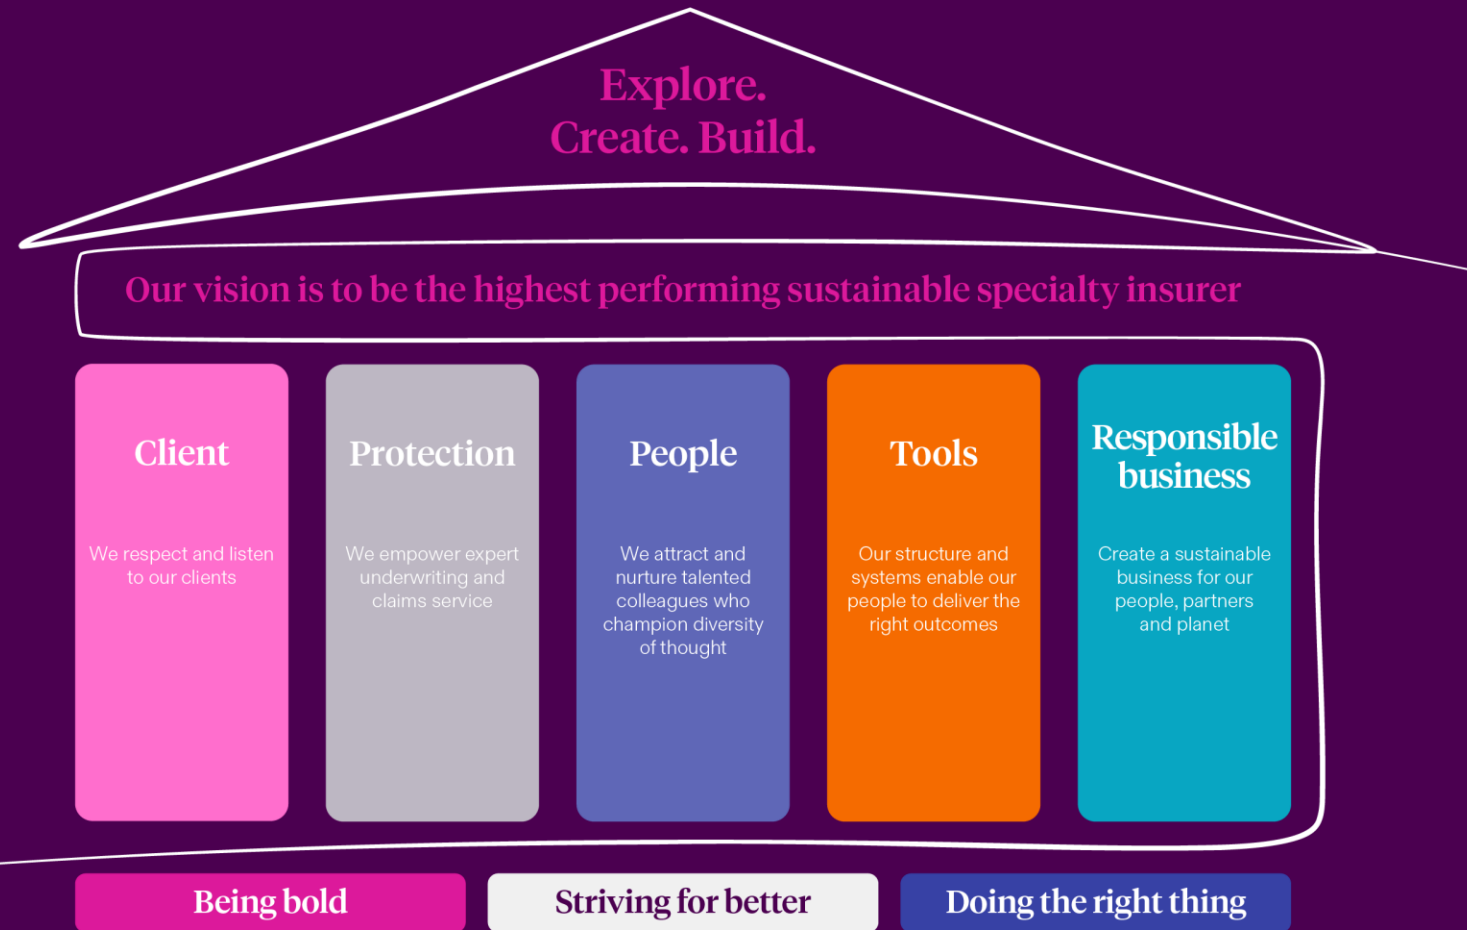 Explore.
Create. Build.
Our vision is to be the highest performing sustainable specialty insurer
Client
We respect and listen
to our clients
Protection
We empower expert
underwriting and
claims service
People
We attract and
nurture talented
colleagues who
champion diversity
of thought
Tools
Our structure and
systems enable our
people to deliver the
right outcomes
Responsible
business
Create a sustainable
business for our
people, partners
and planet
Being bold
Striving for better
Doing the right thing